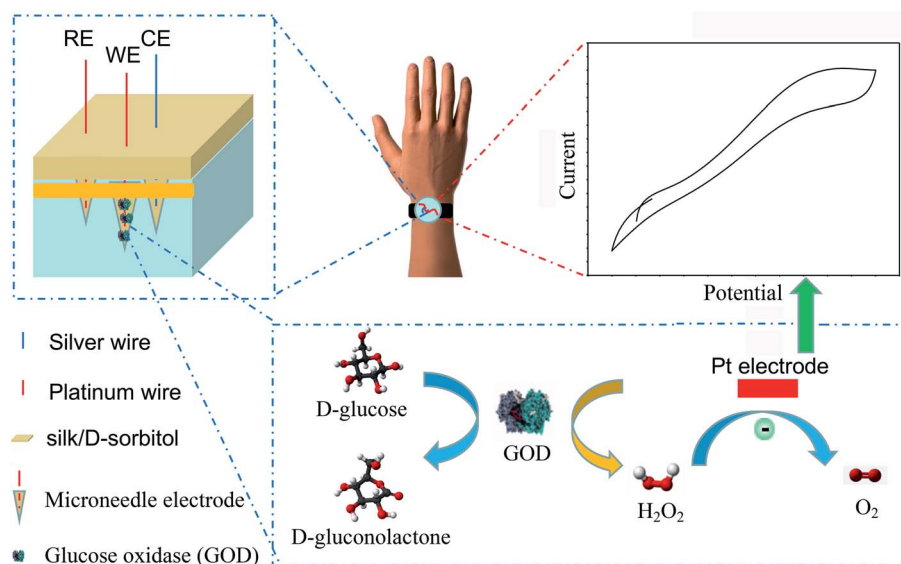 RE
WE
CE
Current
Potential
Silver wire
Platinum wire
silk/D-sorbitol
Microneedle electrode
Glucose oxidase (GOD)
D-glucose
D-gluconolactone
GOD
Pt electrode
-
H₂O₂
O₂